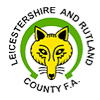 LEICESTERSHIRE AND RUTLAND
COUNTY F.A.